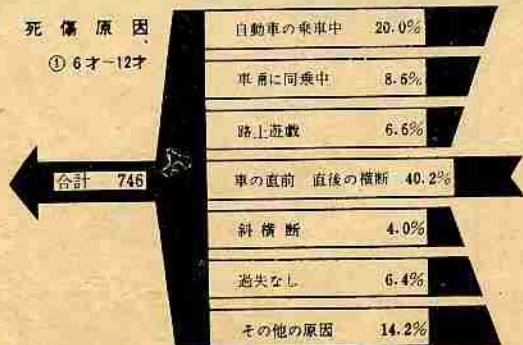 死傷原因
① 6才－12才
合計 746
自動車の乗車中 20.0%
車両に同乗中 8.6%
路上遊戯 6.6%
車の直前 直後の横断 40.2%
斜横断 4.0%
過失なし 6.4%
その他の原因 14.2%